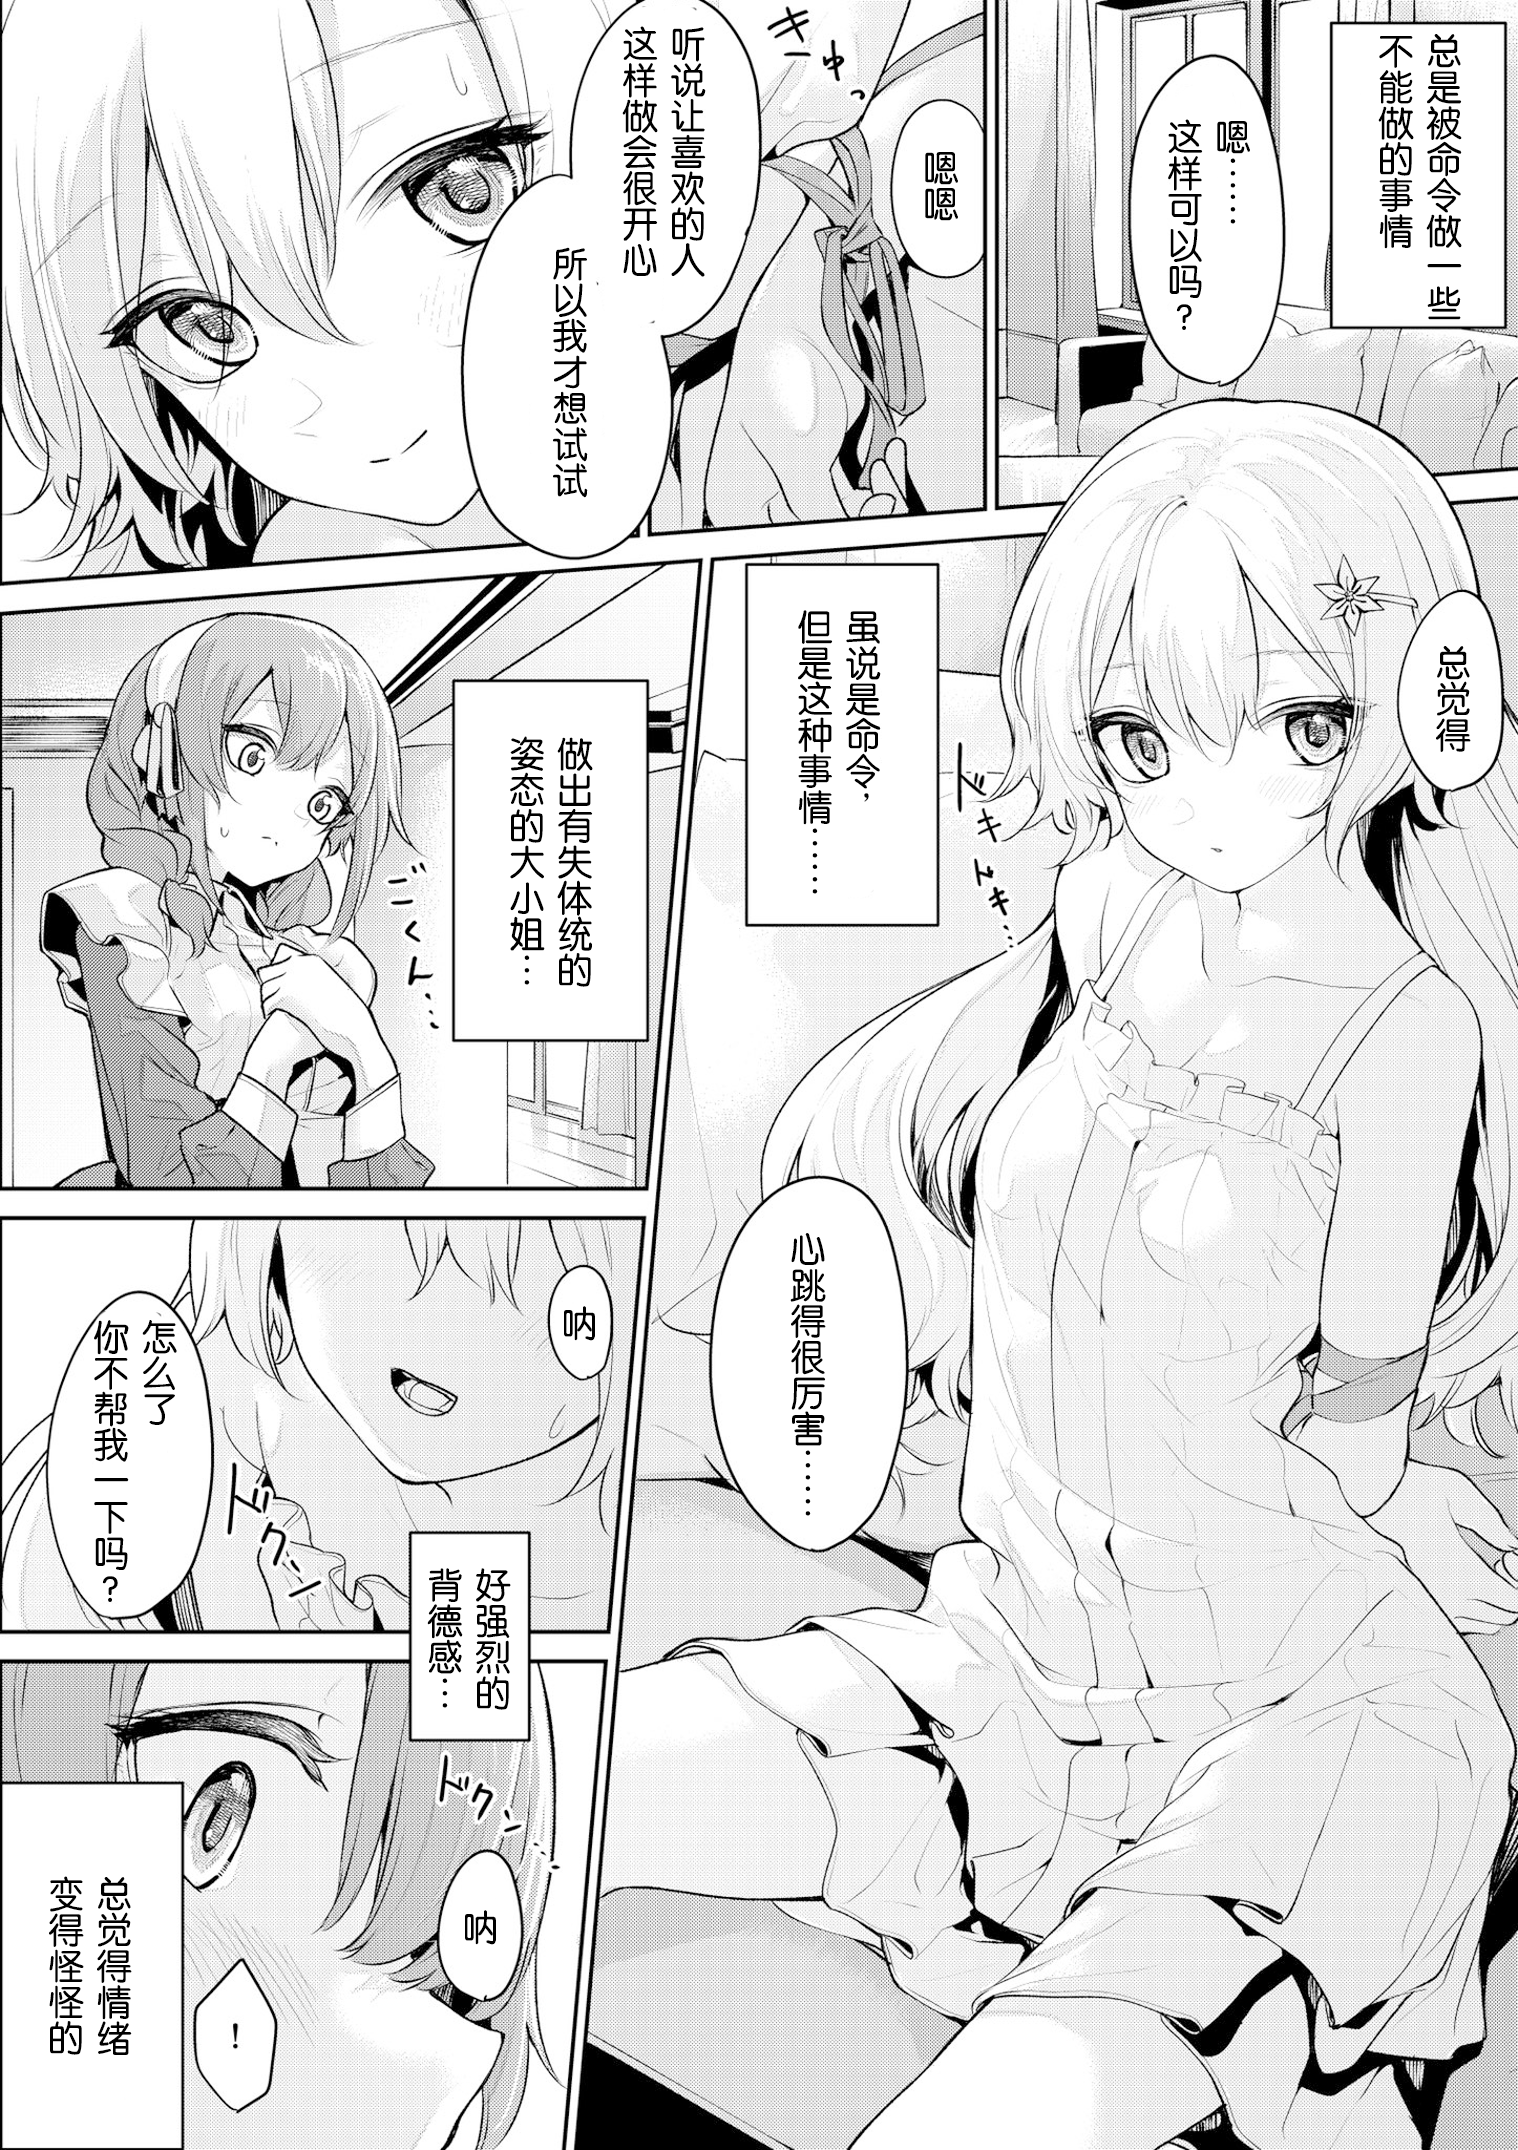 总是被命令做一些
不能做的事情
嗯……
这样可以吗？
嗯嗯
キーゆっ
听说让喜欢的人
这样做会很开心
所以我才想试试
总觉得
ドキ
ドキ…
虽说是命令，
但是这种事情……
心跳得很厉害……
做出有失体统的
姿态的大小姐…
ごくん…
呐
怎么了
你不帮我一下吗？
ドクン
好强烈的
背德感…
ドクン…
呐
！
总觉得情绪
变得怪怪的